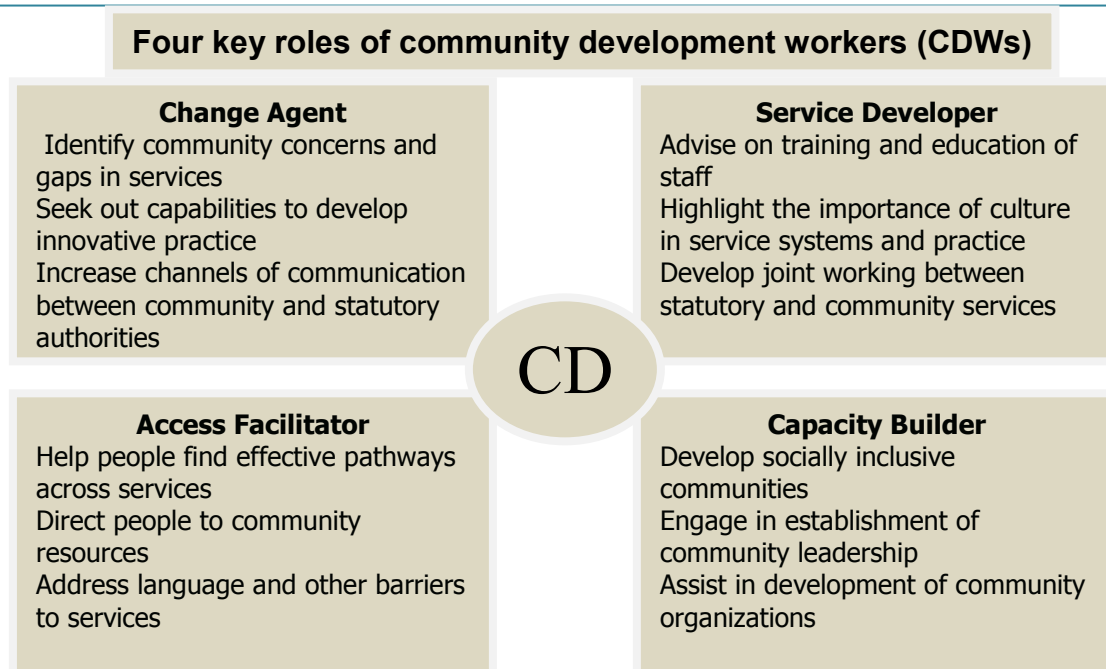 Four key roles of community development workers (CDWs)
Change Agent
Identify community concerns and
gaps in services
Seek out capabilities to develop
innovative practice
Increase channels of communication
between community and statutory
authorities
Service Developer
Advise on training and education of
staff
Highlight the importance of culture
in service systems and practice
Develop joint working between
statutory and community services
CD
Access Facilitator
Help people find effective pathways
across services
Direct people to community
resources
Address language and other barriers
to services
Capacity Builder
Develop socially inclusive
communities
Engage in establishment of
community leadership
Assist in development of community
organizations